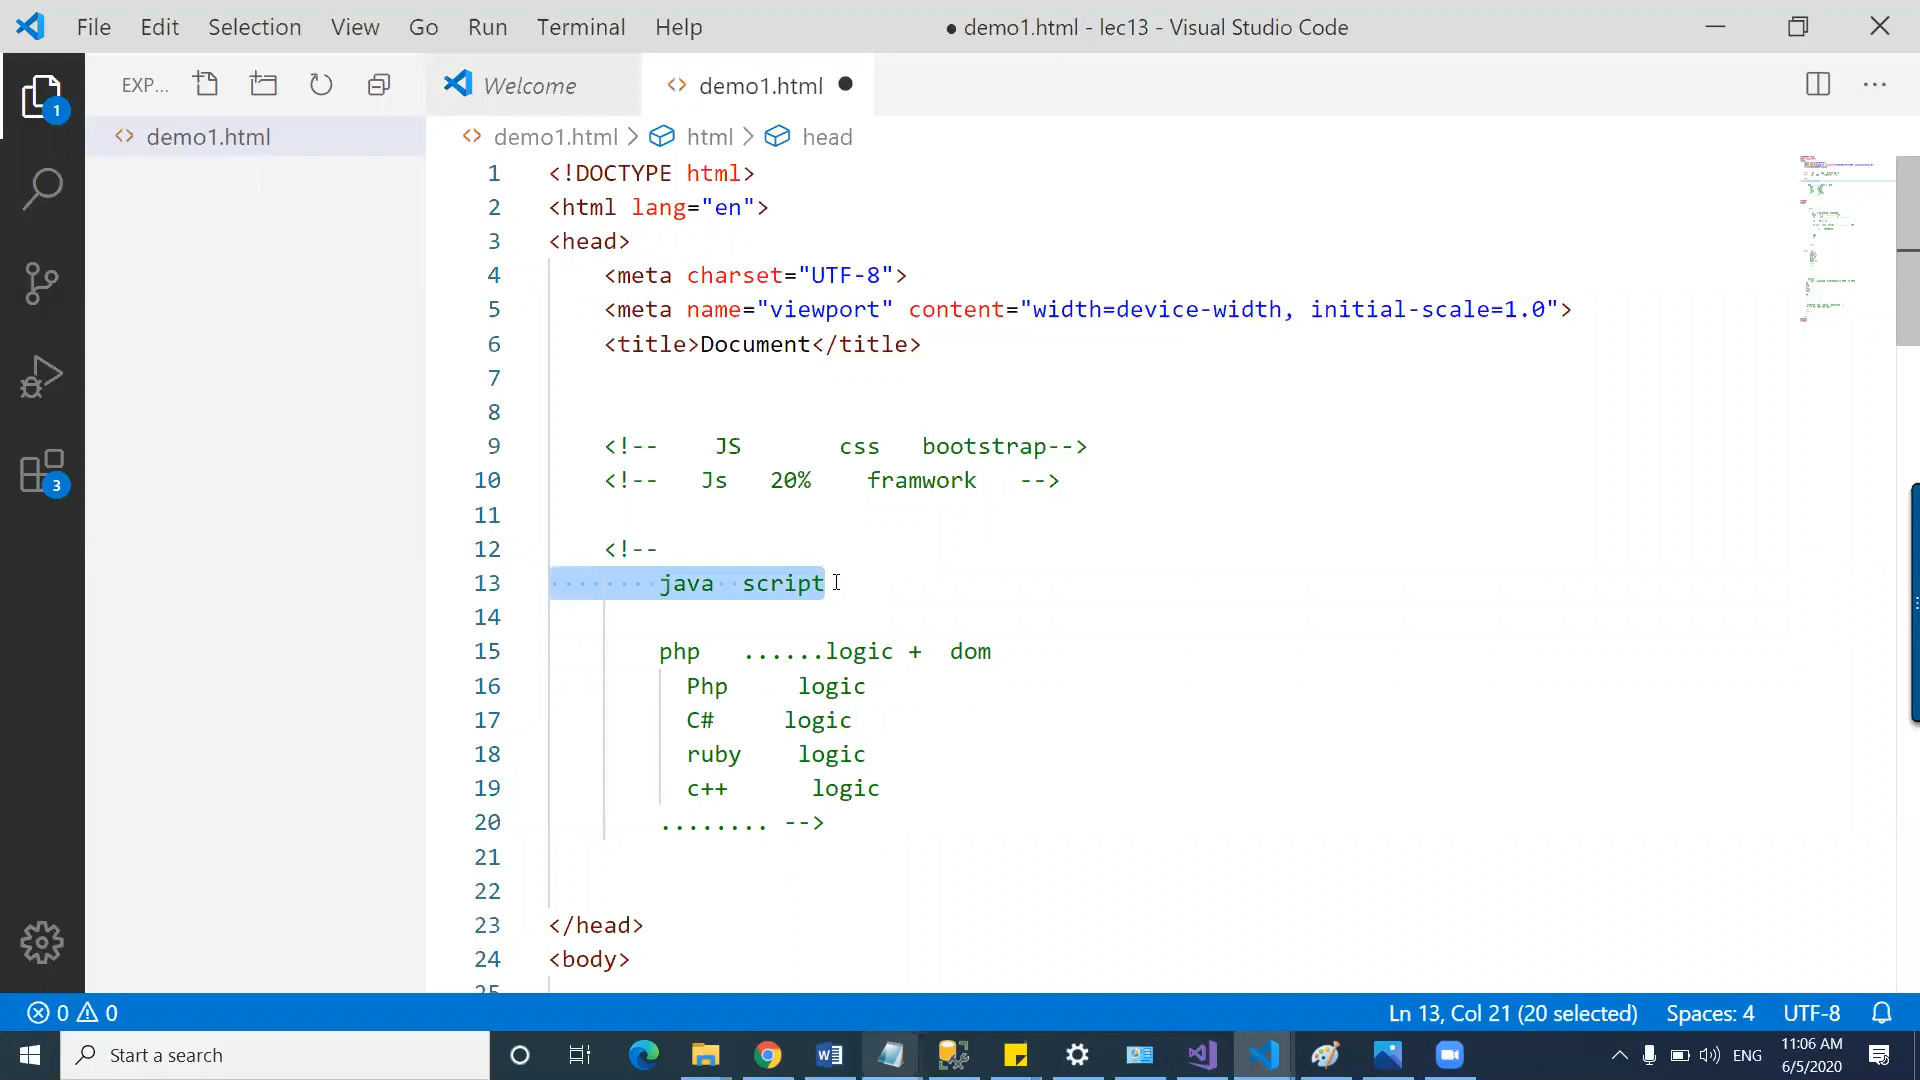 File Edit Selection View Go Run Terminal Help
● demo1.html - lec13 - Visual Studio Code
EXP...
Welcome
demo1.html ●
1
demo1.html
demo1.html > html > head
1 <!DOCTYPE html>
2 <html lang="en">
3 <head>
4 <meta charset="UTF-8">
5 <meta name="viewport" content="width=device-width, initial-scale=1.0">
6 <title>Document</title>
7
8
9 <!-- JS css bootstrap-->
10 <!-- Js 20% framwork -->
11
12 <!--
13 java script
14
15 php ......logic + dom
16 Php logic
17 C# logic
18 ruby logic
19 c++ logic
20 ........ -->
21
22
23 </head>
24 <body>
25
3
0 0
Ln 13, Col 21 (20 selected) Spaces: 4 UTF-8
Start a search
ENG
11:06 AM
6/5/2020